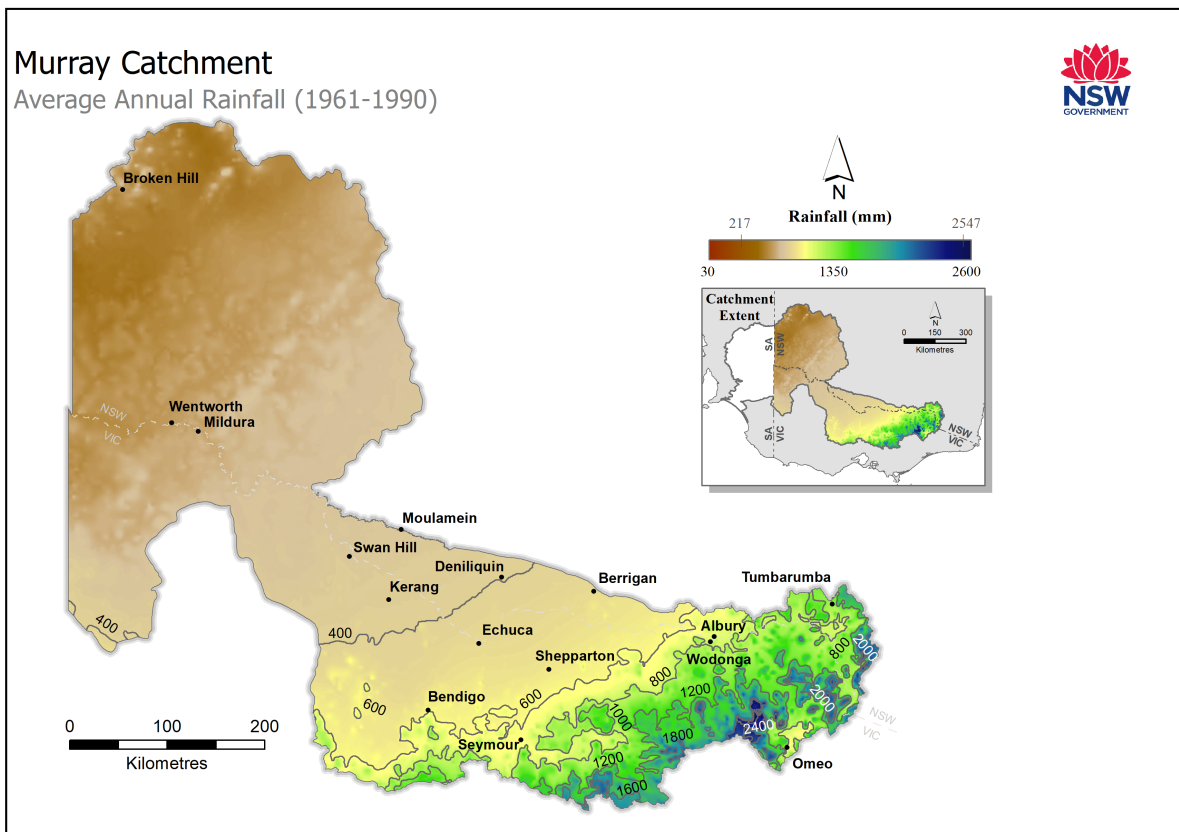 Murray Catchment
Average Annual Rainfall (1961-1990)
NSW
GOVERNMENT
N
Rainfall (mm)
217
2547
30
1350
2600
Catchment
Extent
N
0 150 300
Kilometres
SA
NSW
SA
VIC
NSW
VIC
Broken Hill
Wentworth
Mildura
NSW
VIC
Moulamein
Swan Hill
Deniliquin
Kerang
Berrigan
Tumbarumba
400
400
Echuca
Albury
Wodonga
800
2000
Shepparton
800
600
600
Bendigo
1200
2000
1000
2400
1800
Seymour
1200
1600
Omeo
NSW
VIC
0 100 200
Kilometres